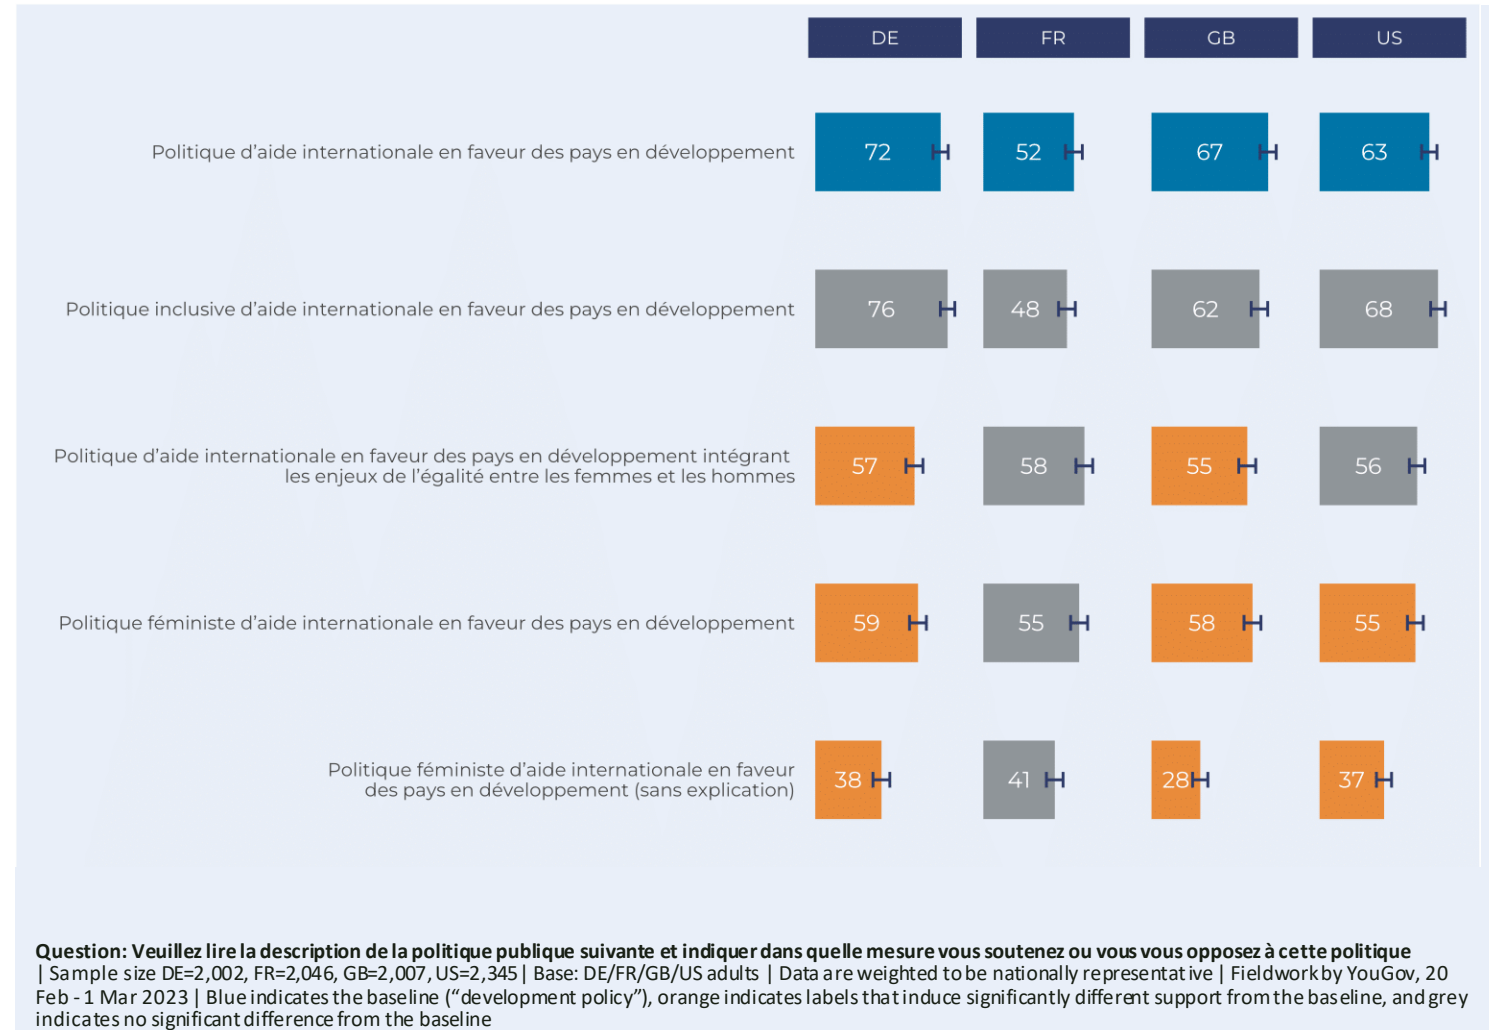 DE FR GB US
Politique d’aide internationale en faveur des pays en développement 72 52 67 63
Politique inclusive d’aide internationale en faveur des pays en développement 76 48 62 68
Politique d’aide internationale en faveur des pays en développement intégrant
les enjeux de l’égalité entre les femmes et les hommes
57 58 55 56
Politique féministe d’aide internationale en faveur des pays en développement 59 55 58 55
Politique féministe d’aide internationale en faveur
des pays en développement (sans explication)
38 41 28 37
Question: Veuillez lire la description de la politique publique suivante et indiquer dans quelle mesure vous soutenez ou vous vous opposez à cette politique
| Sample size DE=2,002, FR=2,046, GB=2,007, US=2,345 | Base: DE/FR/GB/US adults | Data are weighted to be nationally representative | Fieldwork by YouGov, 20
Feb - 1 Mar 2023 | Blue indicates the baseline (“development policy”), orange indicates labels that induce significantly different support from the baseline, and grey
indicates no significant difference from the baseline